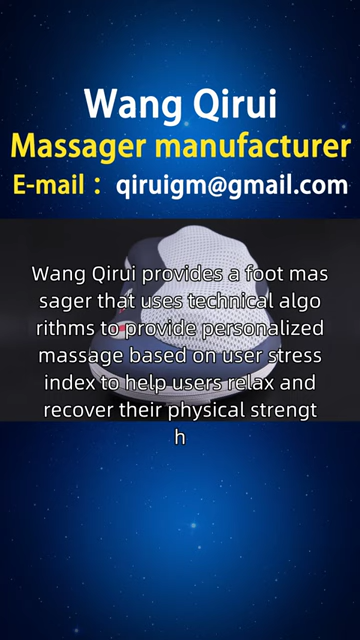 Wang Qirui
Massager manufacturer
E-mail： qiruigm@gmail.com
Wang Qirui provides a foot mas
sager that uses technical algo
rithms to provide personalized
massage based on user stress
index to help users relax and
recover their physical strengt
h